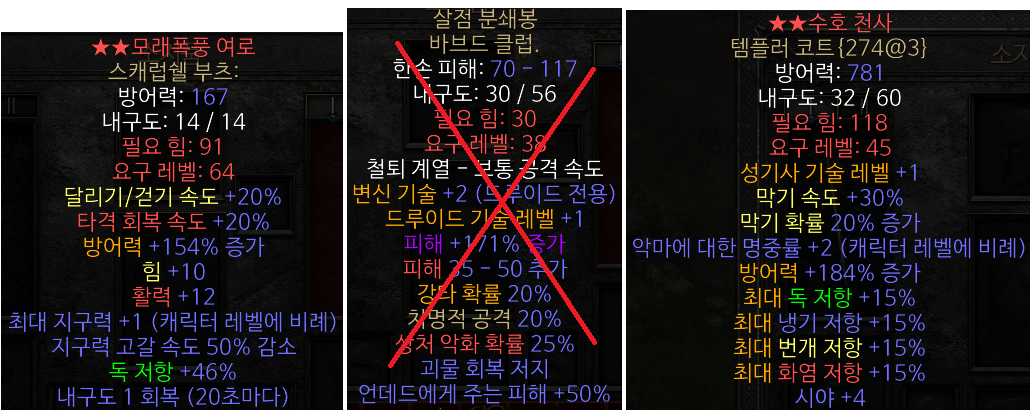 ★★모래폭풍 여로
스캐럽쉘 부츠:
방어력: 167
내구도: 14 / 14
필요 힘: 91
요구 레벨: 64
달리기/걷기 속도 +20%
타격 회복 속도 +20%
방어력 +154% 증가
힘 +10
활력 +12
최대 지구력 +1 (캐릭터 레벨에 비례)
지구력 고갈 속도 50% 감소
독 저항 +46%
내구도 1 회복 (20초마다)
살점 분쇄봉
바브드 클럽.
한손 피해: 70 - 117
내구도: 30 / 56
필요 힘: 30
요구 레벨: 38
철퇴 계열 - 보통 공격 속도
변신 기술 +2 (드루이드 전용)
드루이드 기술 레벨 +1
피해 +171% 증가
피해 35 - 50 추가
강타 확률 20%
치명적 공격 20%
상처 악화 확률 25%
괴물 회복 저지
언데드에게 주는 피해 +50%
★★수호 천사
템플러 코트{274@3}
방어력: 781
내구도: 32 / 60
필요 힘: 118
요구 레벨: 45
성기사 기술 레벨 +1
막기 속도 +30%
막기 확률 20% 증가
악마에 대한 명중률 +2 (캐릭터 레벨에 비례)
방어력 +184% 증가
최대 독 저항 +15%
최대 냉기 저항 +15%
최대 번개 저항 +15%
최대 화염 저항 +15%
시야 +4